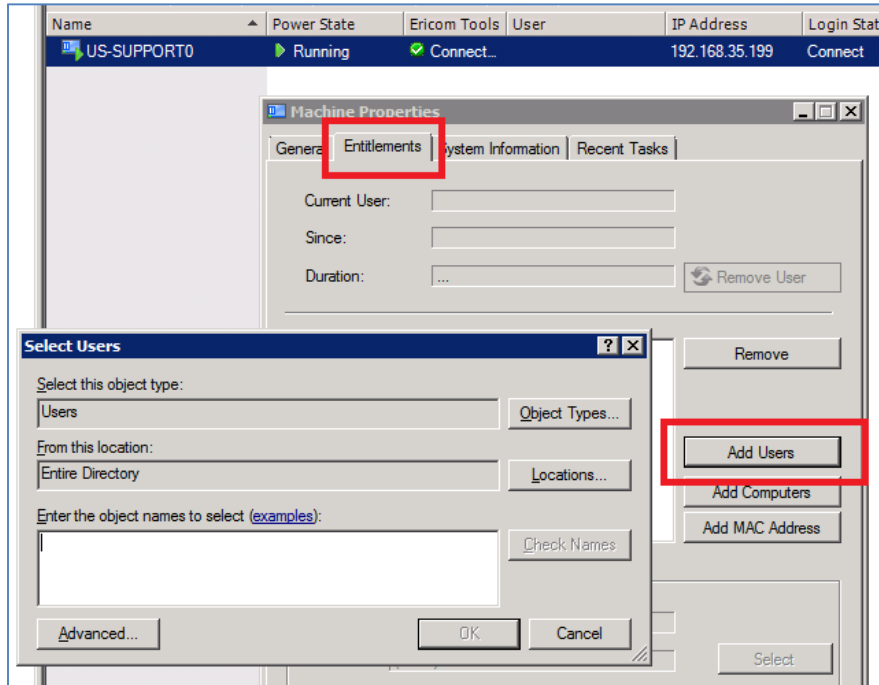 Name Power State Ericom Tools User IP Address Login Stat
US-SUPPORT0 Running Connect... 192.168.35.199 Connect
Machine Properties
General Entitlements System Information Recent Tasks
Current User:
Since:
Duration: ... Remove User
Select Users
Remove
Select this object type:
Users Object Types...
From this location:
Add Users
Entire Directory Locations...
Add Computers
Enter the object names to select (examples):
Add MAC Address
Check Names
Advanced... OK Cancel
Select